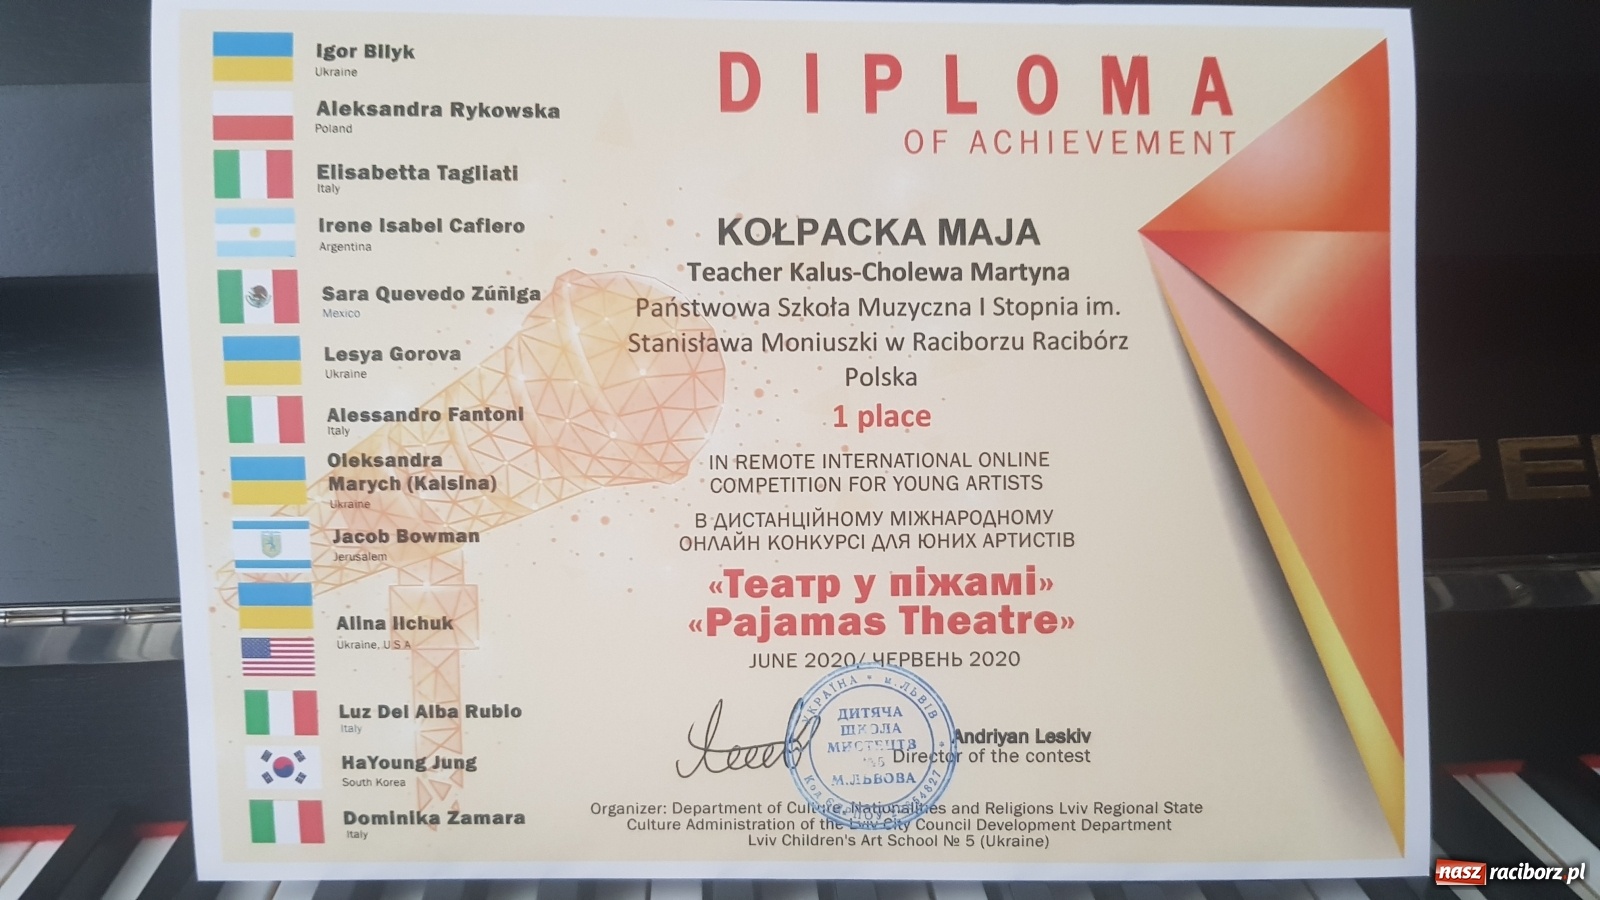 Igor Bilyk
Ukraine
Aleksandra Rykowska
Poland
Elisabetta Tagliati
Italy
Irene Isabel Cafiero
Argentina
Sara Quevedo Zúñiga
Mexico
Lesya Gorova
Ukraine
Alessandro Fantoni
Italy
Oleksandra
Marych (Kaisina)
Ukraine
Jacob Bowman
Jerusalem
Alina Ilchuk
Ukraine, U S A
Luz Del Alba Rubio
Italy
HaYoung Jung
South Korea
Dominika Zamara
Italy
DIPLOMA
OF ACHIEVEMENT
KOŁPACKA MAJA
Teacher Kalus-Cholewa Martyna
Państwowa Szkoła Muzyczna I Stopnia im.
Stanisława Moniuszki w Raciborzu Racibórz
Polska
1 place
IN REMOTE INTERNATIONAL ONLINE
COMPETITION FOR YOUNG ARTISTS
В ДИСТАНЦІЙНОМУ МІЖНАРОДНОМУ
ОНЛАЙН КОНКУРСІ ДЛЯ ЮНИХ АРТИСТІВ
«Театр у піжамі»
«Pajamas Theatre»
JUNE 2020/ ЧЕРВЕНЬ 2020
УКРАЇНА * м. ЛЬВІВ
ДИТЯЧА
ШКОЛА
МИСТЕЦТВ
№5
М.ЛЬВОВА
Andriyan Leskiv
Director of the contest
Organizer: Department of Culture, Nationalities and Religions Lviv Regional State
Culture Administration of the Lviv City Council Development Department
Lviv Children's Art School № 5 (Ukraine)
ZE
nasz raciborz.pl